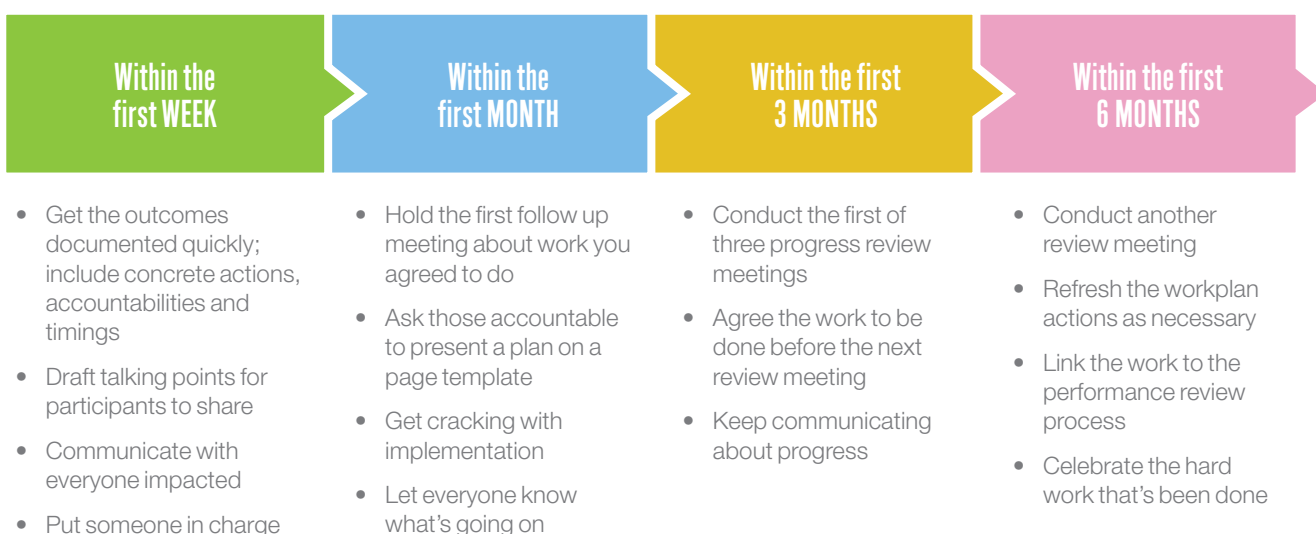 Within the
first WEEK
Within the
first MONTH
Within the first
3 MONTHS
Within the first
6 MONTHS
• Get the outcomes
documented quickly;
include concrete actions,
accountabilities and
timings
• Draft talking points for
participants to share
• Communicate with
everyone impacted
• Put someone in charge
• Hold the first follow up
meeting about work you
agreed to do
• Ask those accountable
to present a plan on a
page template
• Get cracking with
implementation
• Let everyone know
what's going on
• Conduct the first of
three progress review
meetings
• Agree the work to be
done before the next
review meeting
• Keep communicating
about progress
• Conduct another
review meeting
• Refresh the workplan
actions as necessary
• Link the work to the
performance review
process
• Celebrate the hard
work that's been done